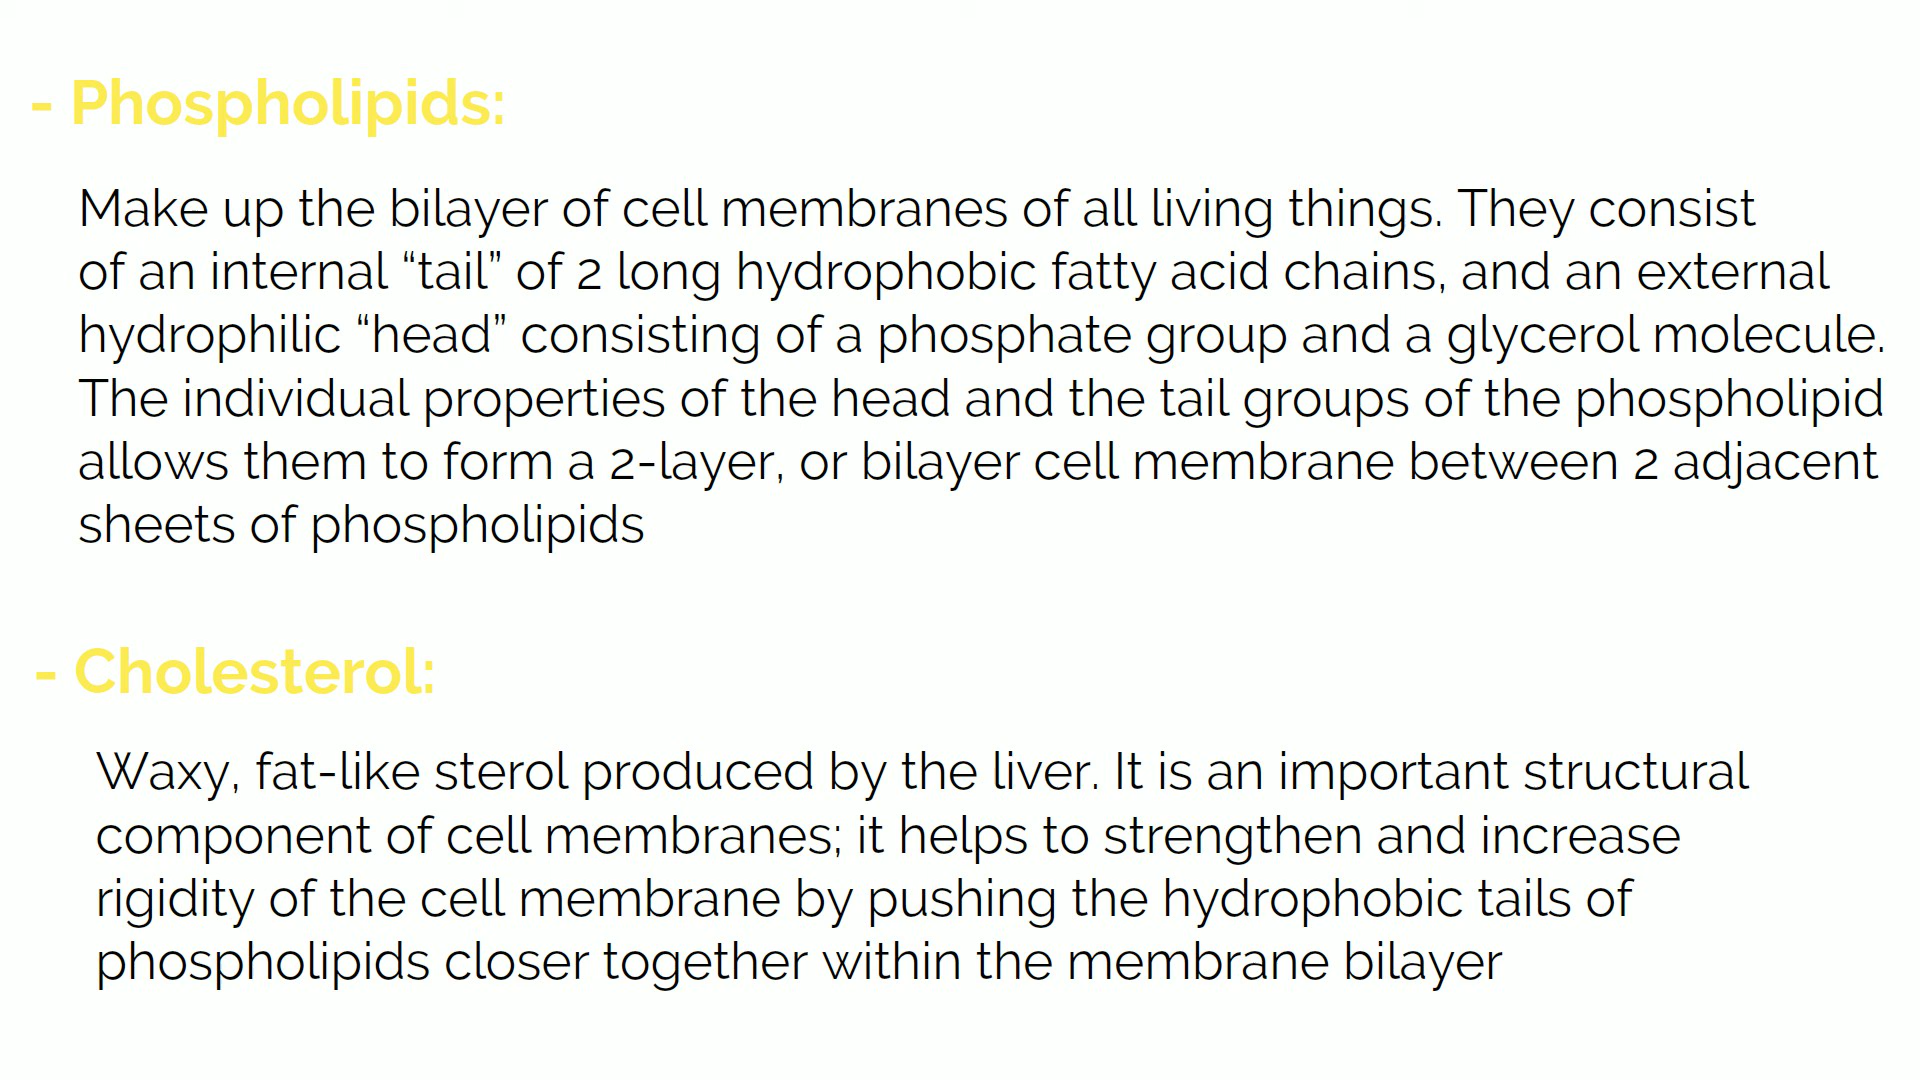 - Phospholipids:
Make up the bilayer of cell membranes of all living things. They consist
of an internal “tail” of 2 long hydrophobic fatty acid chains, and an external
hydrophilic “head” consisting of a phosphate group and a glycerol molecule.
The individual properties of the head and the tail groups of the phospholipid
allows them to form a 2-layer, or bilayer cell membrane between 2 adjacent
sheets of phospholipids
- Cholesterol:
Waxy, fat-like sterol produced by the liver. It is an important structural
component of cell membranes; it helps to strengthen and increase
rigidity of the cell membrane by pushing the hydrophobic tails of
phospholipids closer together within the membrane bilayer